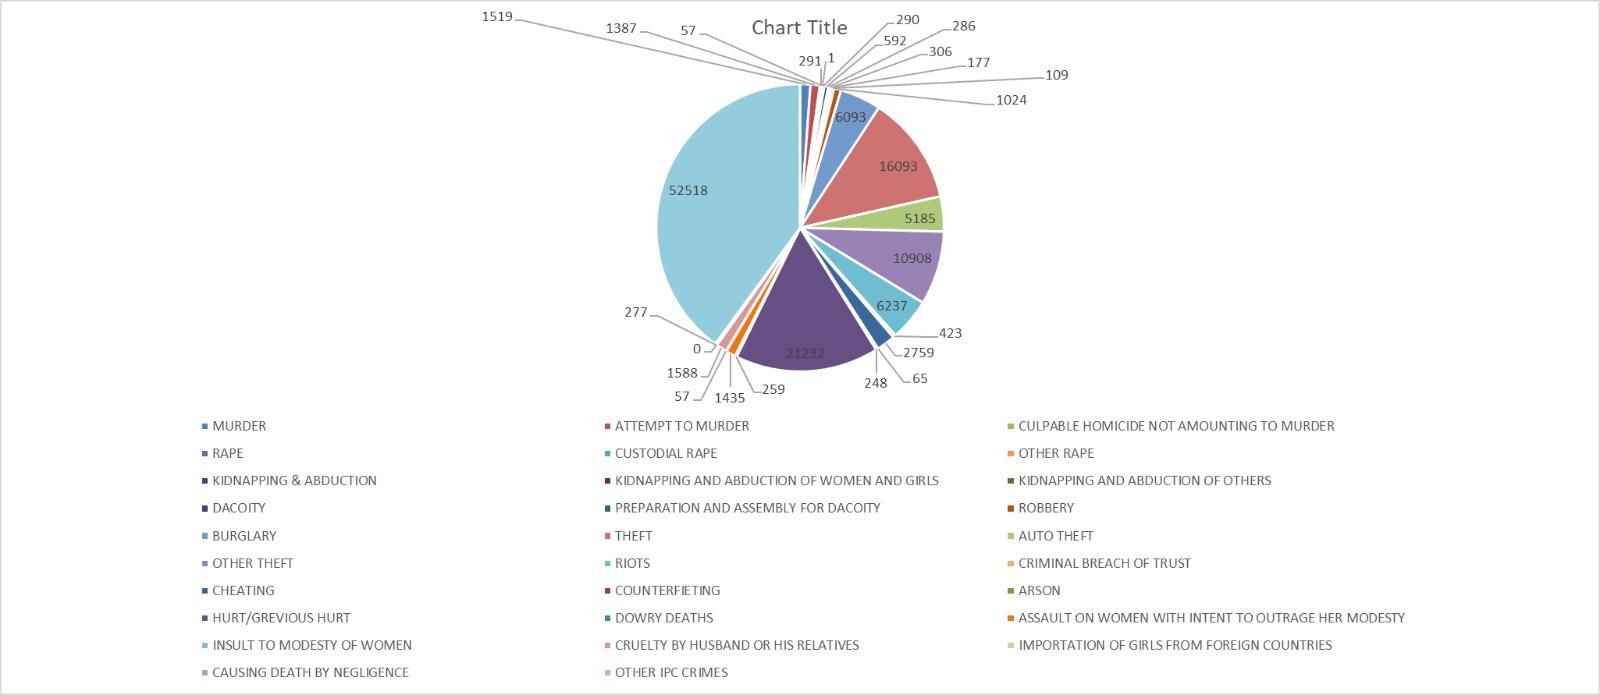 Chart Title
1519
1387
57
291
1
290
592
286
306
177
109
1024
6093
16093
5185
10908
6237
423
2759
65
248
21232
259
1435
57
1588
0
277
52518
MURDER ATTEMPT TO MURDER CULPABLE HOMICIDE NOT AMOUNTING TO MURDER
RAPE CUSTODIAL RAPE OTHER RAPE
KIDNAPPING & ABDUCTION KIDNAPPING AND ABDUCTION OF WOMEN AND GIRLS KIDNAPPING AND ABDUCTION OF OTHERS
DACOITY PREPARATION AND ASSEMBLY FOR DACOITY ROBBERY
BURGLARY THEFT AUTO THEFT
OTHER THEFT RIOTS CRIMINAL BREACH OF TRUST
CHEATING COUNTERFIETING ARSON
HURT/GREVIOUS HURT DOWRY DEATHS ASSAULT ON WOMEN WITH INTENT TO OUTRAGE HER MODESTY
INSULT TO MODESTY OF WOMEN CRUELTY BY HUSBAND OR HIS RELATIVES IMPORTATION OF GIRLS FROM FOREIGN COUNTRIES
CAUSING DEATH BY NEGLIGENCE OTHER IPC CRIMES